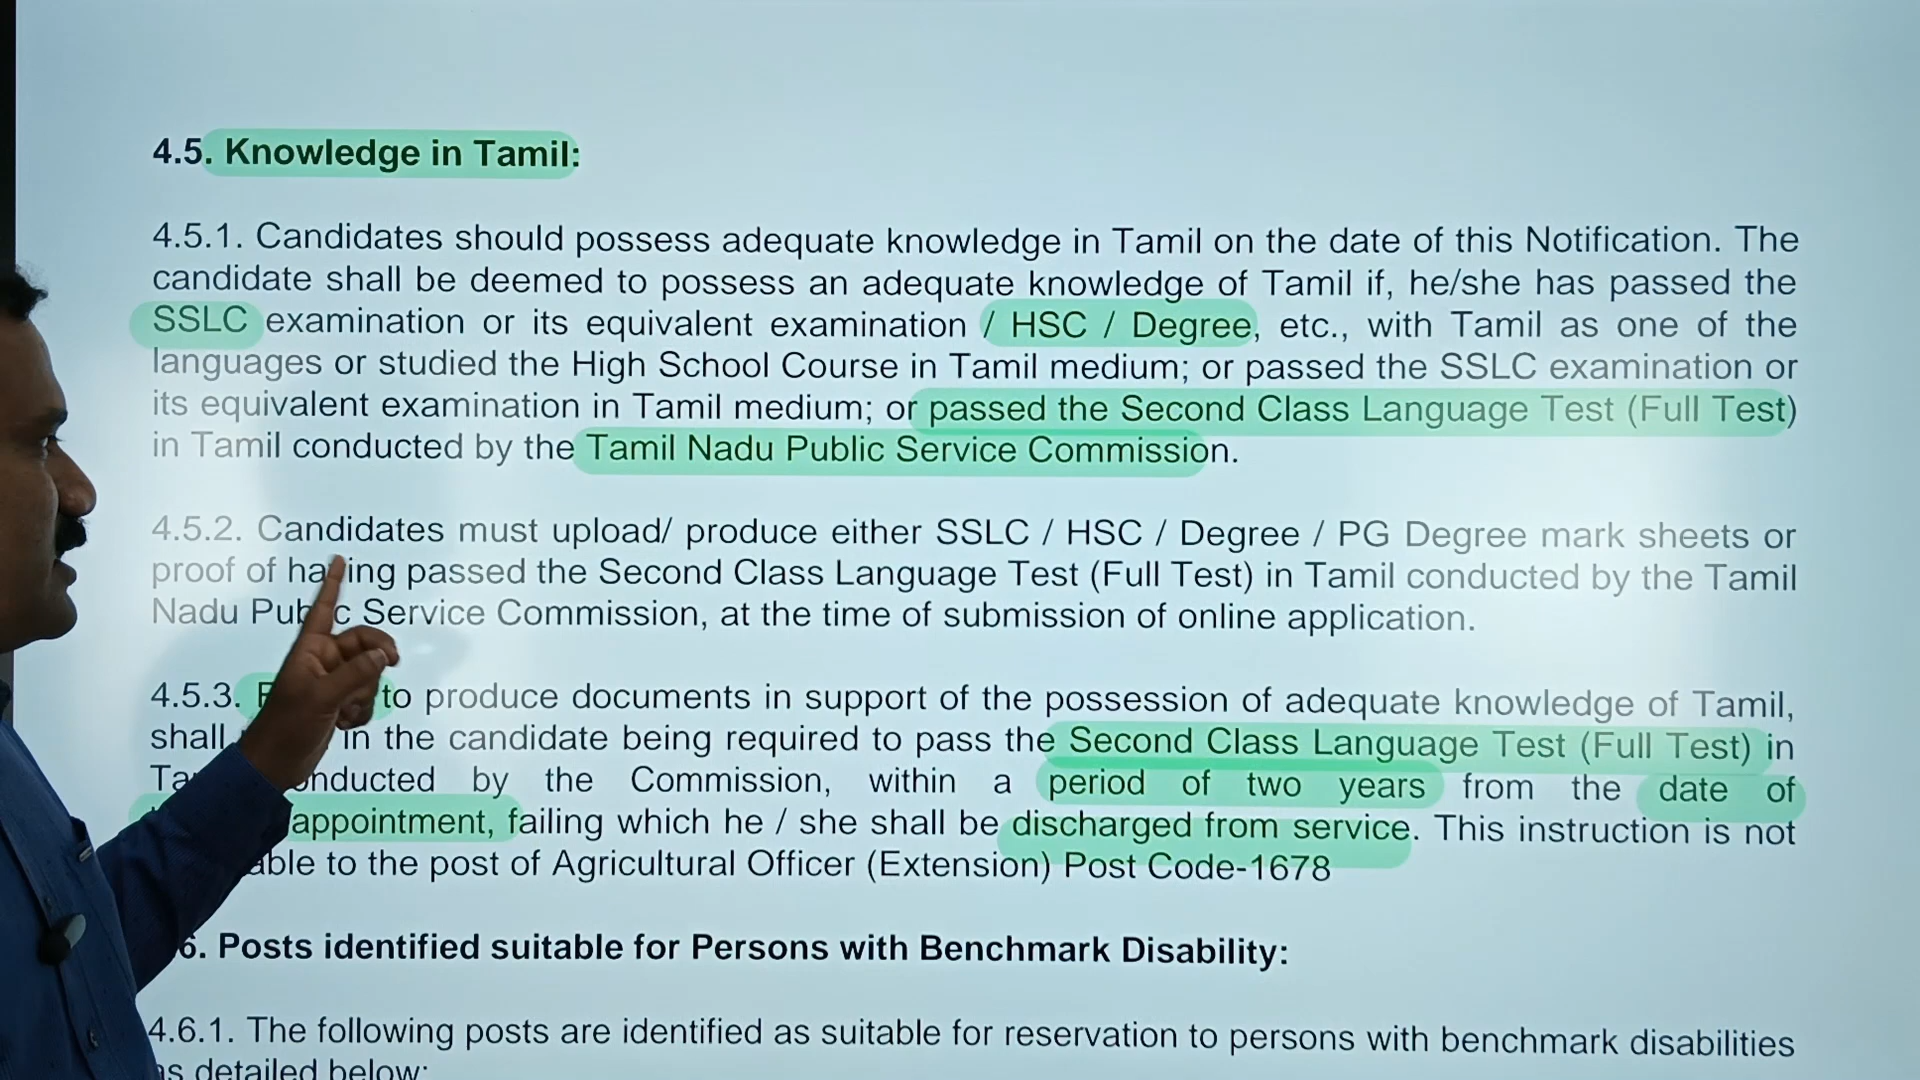 4.5. Knowledge in Tamil:
4.5.1. Candidates should possess adequate knowledge in Tamil on the date of this Notification. The
candidate shall be deemed to possess an adequate knowledge of Tamil if, he/she has passed the
SSLC examination or its equivalent examination / HSC / Degree, etc., with Tamil as one of the
languages or studied the High School Course in Tamil medium; or passed the SSLC examination or
its equivalent examination in Tamil medium; or passed the Second Class Language Test (Full Test)
in Tamil conducted by the Tamil Nadu Public Service Commission.
4.5.2. Candidates must upload/ produce either SSLC / HSC / Degree / PG Degree mark sheets or
proof of having passed the Second Class Language Test (Full Test) in Tamil conducted by the Tamil
Nadu Public Service Commission, at the time of submission of online application.
4.5.3. to produce documents in support of the possession of adequate knowledge of Tamil,
shall in the candidate being required to pass the Second Class Language Test (Full Test) in
conducted by the Commission, within a period of two years from the date of
appointment, failing which he / she shall be discharged from service. This instruction is not
to the post of Agricultural Officer (Extension) Post Code-1678
6. Posts identified suitable for Persons with Benchmark Disability:
4.6.1. The following posts are identified as suitable for reservation to persons with benchmark disabilities
as detailed below: